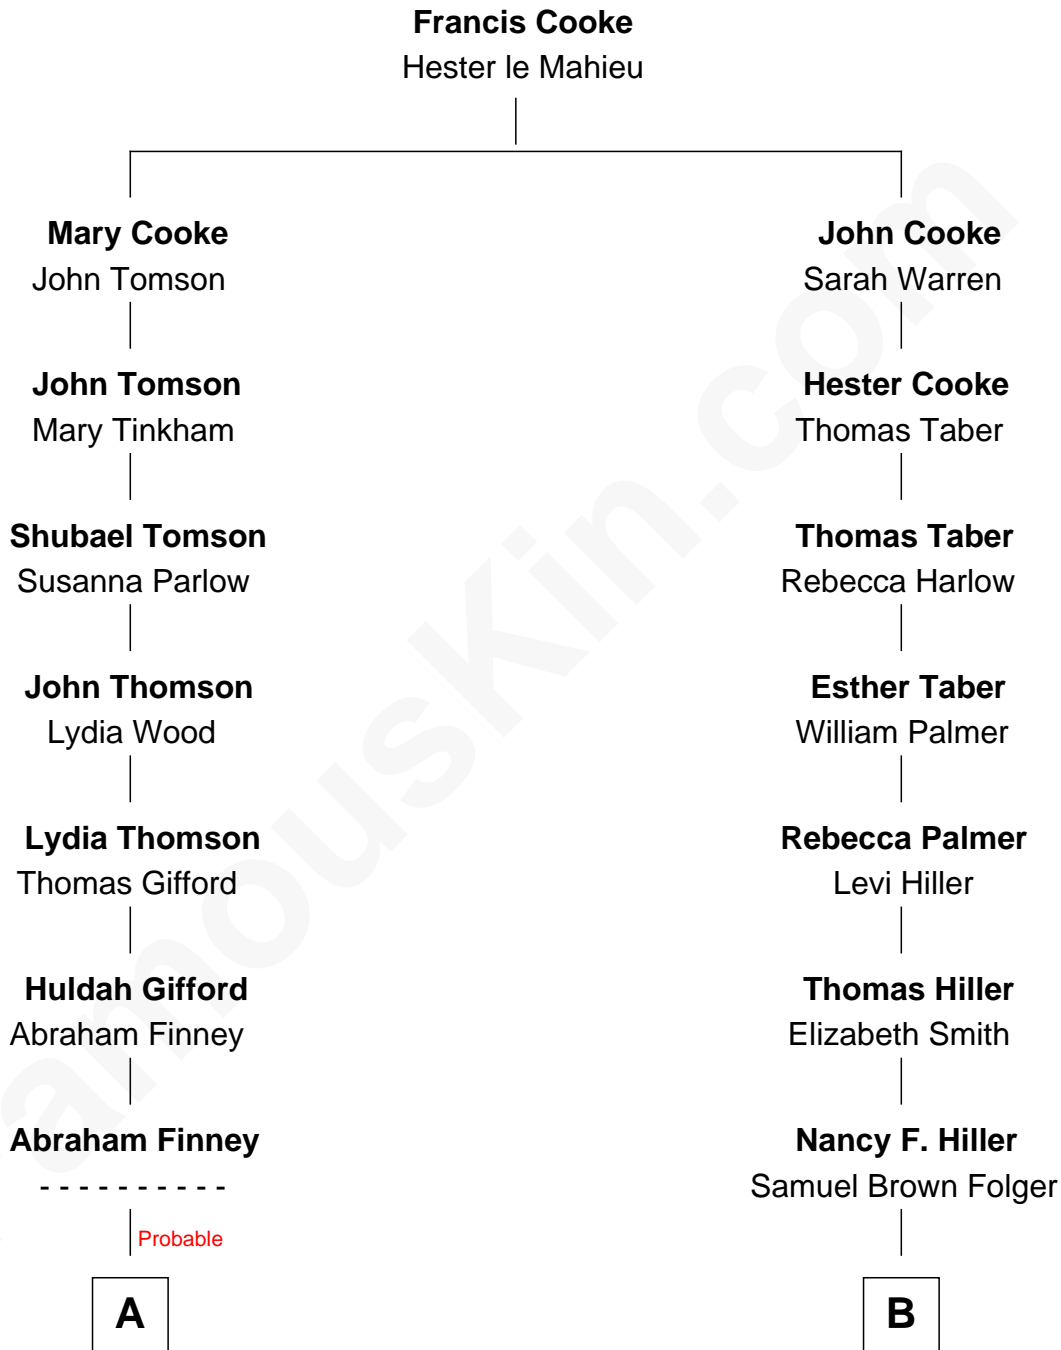 Francis Cooke
Hester le Mahieu
Mary Cooke
John Tomson
John Cooke
Sarah Warren
John Tomson
Mary Tinkham
Hester Cooke
Thomas Taber
Shubael Tomson
Susanna Parlow
Thomas Taber
Rebecca Harlow
John Thomson
Lydia Wood
Esther Taber
William Palmer
Lydia Thomson
Thomas Gifford
Rebecca Palmer
Levi Hiller
Huldah Gifford
Abraham Finney
Thomas Hiller
Elizabeth Smith
Abraham Finney
- - - - - - - - - -
Nancy F. Hiller
Samuel Brown Folger
Probable
A
B
amouskin.com